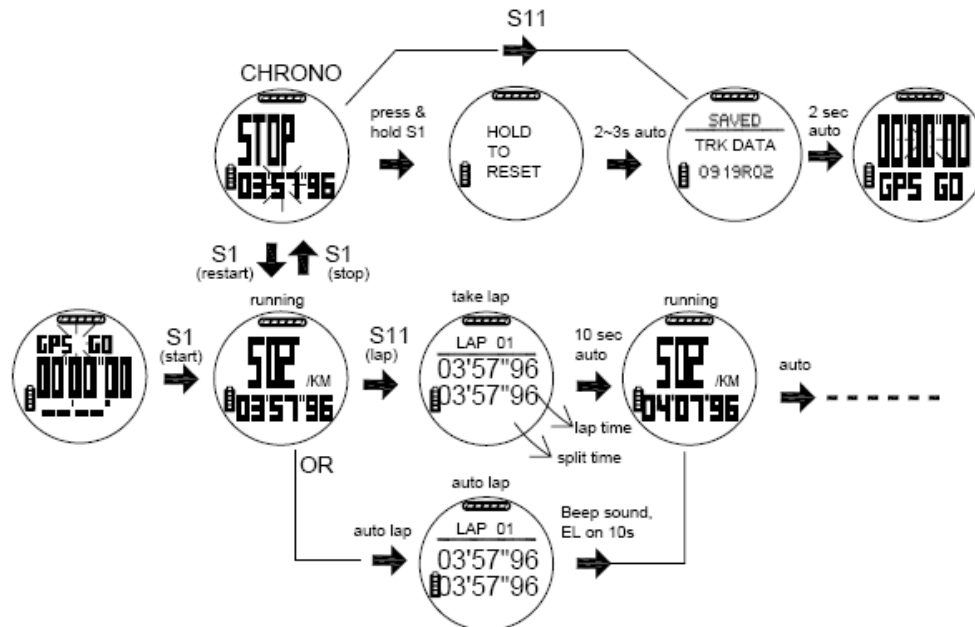 S11
CHRONO
STOP
03'57"96
press &
hold S1
HOLD
TO
RESET
2~3s auto
SAVED
TRK DATA
0919R02
2 sec
auto
00'00"00
GPS GO
S1
(restart)
S1
(stop)
GPS GO
00'00"00
--'--"
S1
(start)
running
/KM
03'57"96
S11
(lap)
take lap
LAP 01
03'57"96
03'57"96
lap time
split time
10 sec
auto
running
/KM
04'07"96
auto
OR
auto lap
auto lap
LAP 01
03'57"96
03'57"96
Beep sound,
EL on 10s